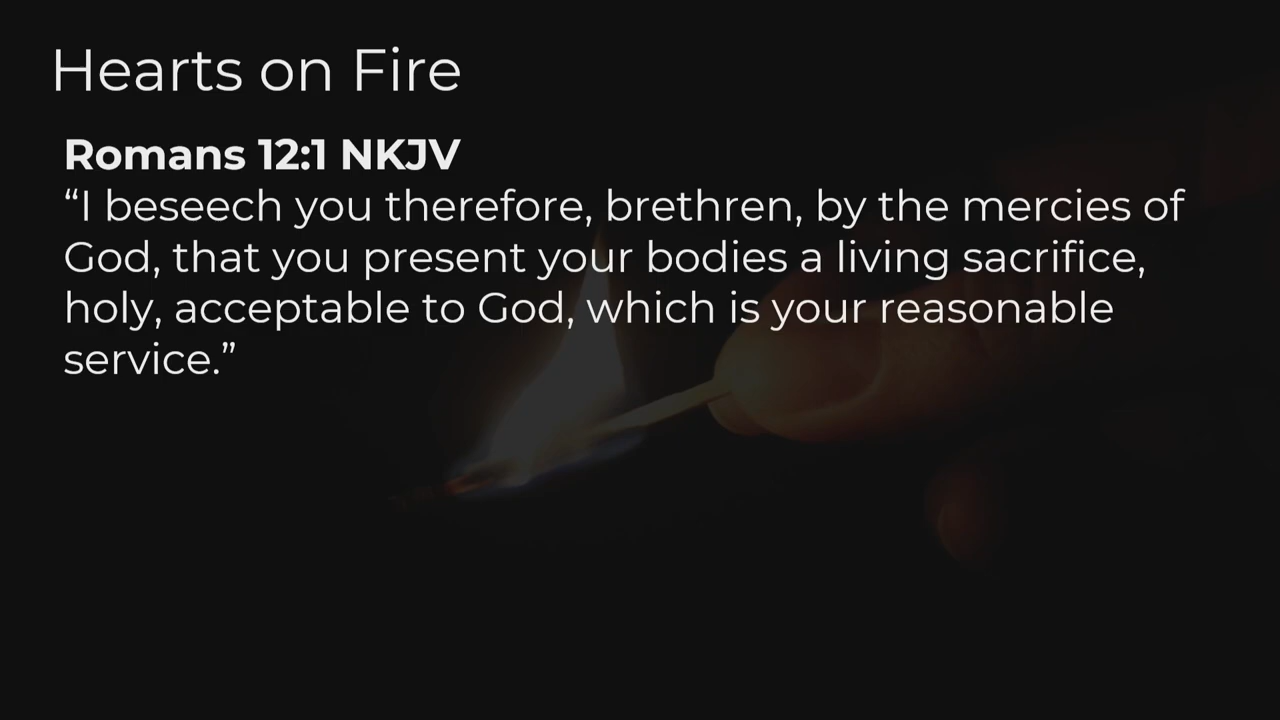 Hearts on Fire
Romans 12:1 NKJV
“I beseech you therefore, brethren, by the mercies of
God, that you present your bodies a living sacrifice,
holy, acceptable to God, which is your reasonable
service.”